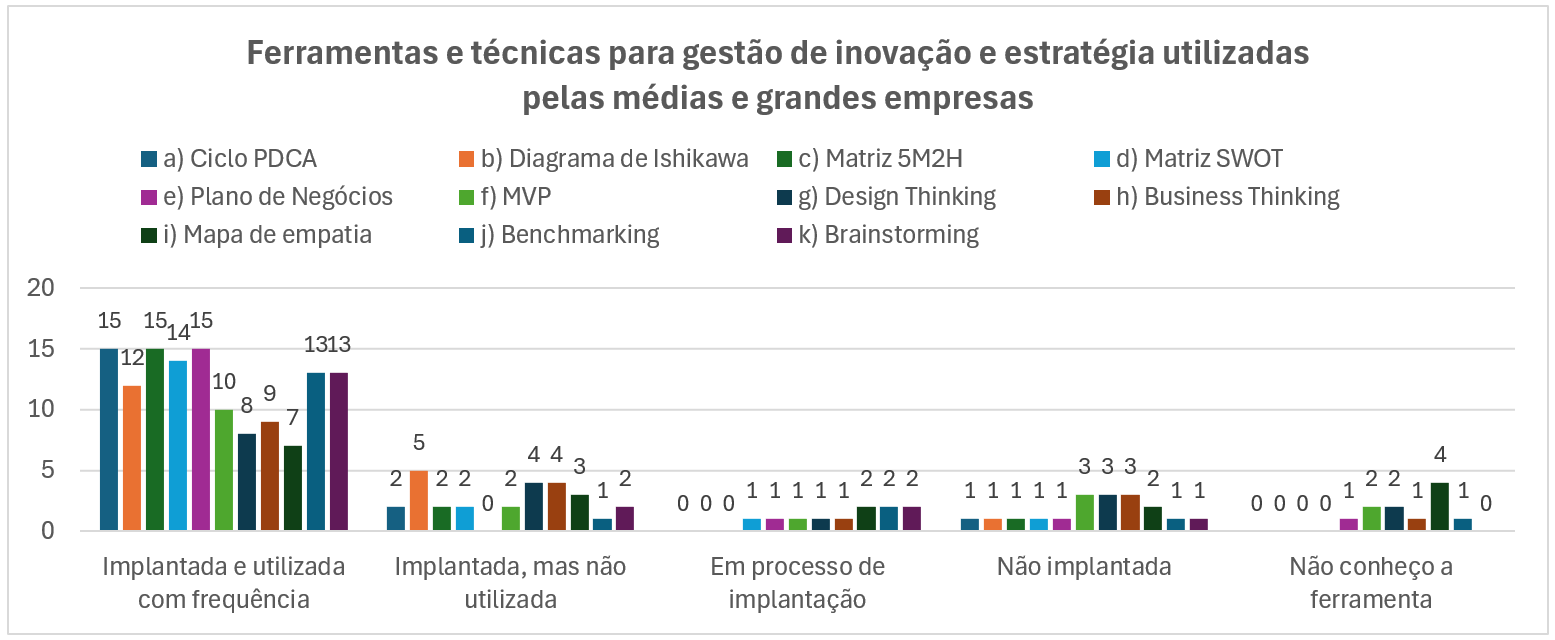 Ferramentas e técnicas para gestão de inovação e estratégia utilizadas
pelas médias e grandes empresas
a) Ciclo PDCA b) Diagrama de Ishikawa c) Matriz 5M2H d) Matriz SWOT
e) Plano de Negócios f) MVP g) Design Thinking h) Business Thinking
i) Mapa de empatia j) Benchmarking k) Brainstorming
20
15
10
5
0
15 12 15 14 15 10 8 9 7 13 13
2 5 2 2 0 2 4 4 3 1 2
0 0 0 1 1 1 1 1 2 2 2
1 1 1 1 1 3 3 3 2 1 1
0 0 0 0 1 2 2 1 4 1 0
Implantada e utilizada
com frequência
Implantada, mas não
utilizada
Em processo de
implantação
Não implantada
Não conheço a
ferramenta